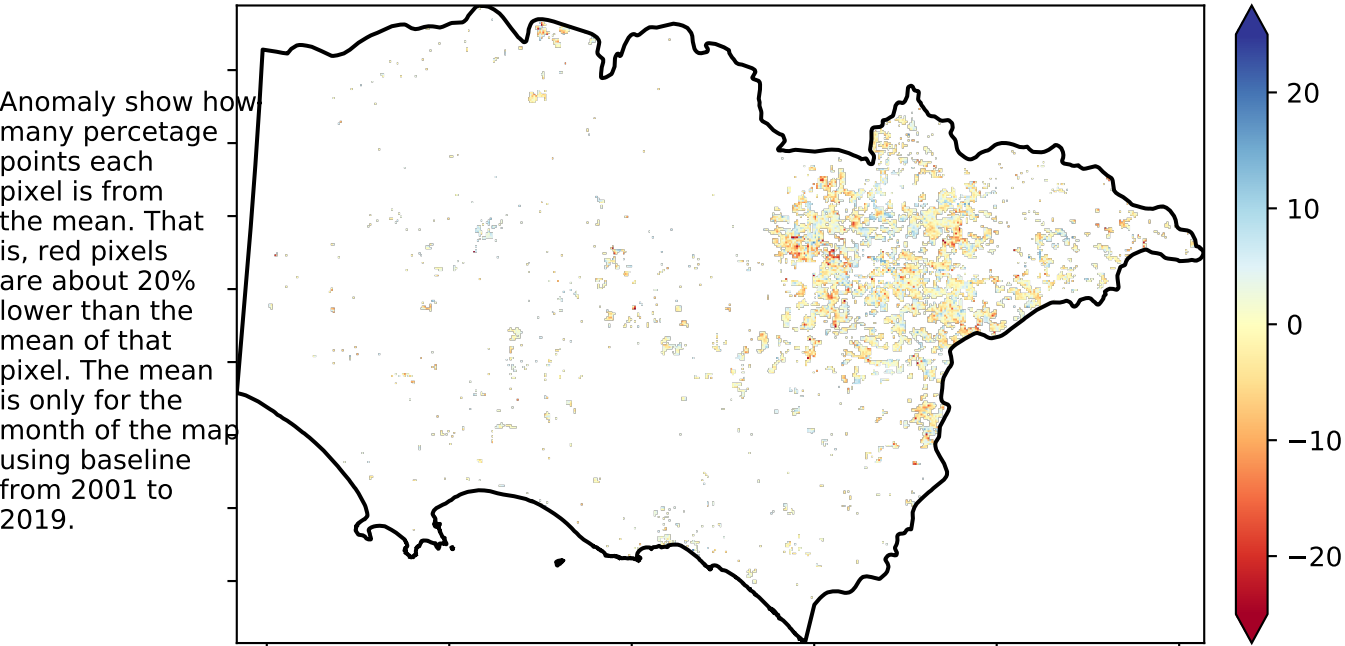 Anomaly show how
many percetage
points each
pixel is from
the mean. That
is, red pixels
are about 20%
lower than the
mean of that
pixel. The mean
is only for the
month of the map
using baseline
from 2001 to
2019.
20
10
0
−10
−20